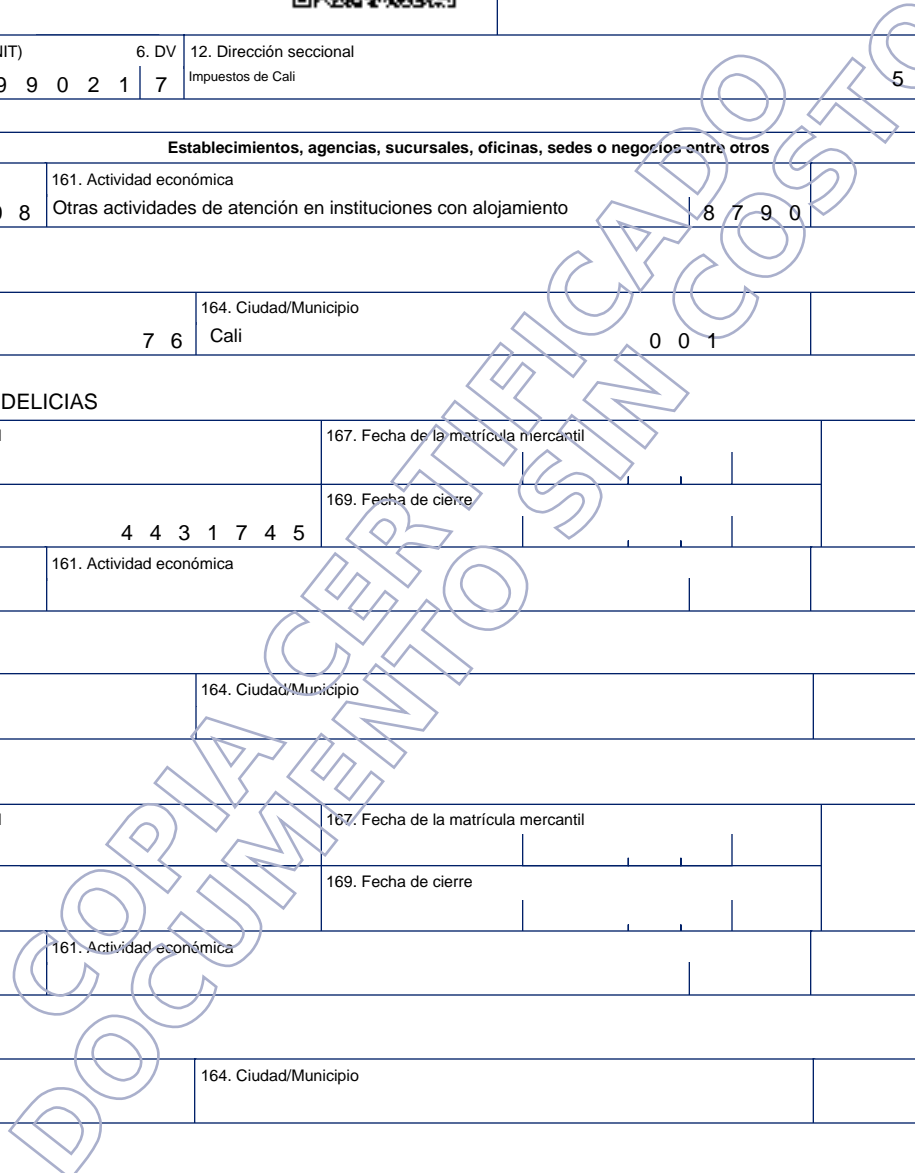 NIT) 6. DV 12. Dirección seccional
9 9 0 2 1 7 Impuestos de Cali 5
Establecimientos, agencias, sucursales, oficinas, sedes o negocios entre otros
161. Actividad económica
8 Otras actividades de atención en instituciones con alojamiento 8 7 9 0
164. Ciudad/Municipio
7 6 Cali 0 0 1
DELICIAS
167. Fecha de la matrícula mercantil
169. Fecha de cierre
4 4 3 1 7 4 5
161. Actividad económica
164. Ciudad/Municipio
167. Fecha de la matrícula mercantil
169. Fecha de cierre
161. Actividad económica
164. Ciudad/Municipio
COPIA CERTIFICADO
DOCUMENTO SIN COSTO